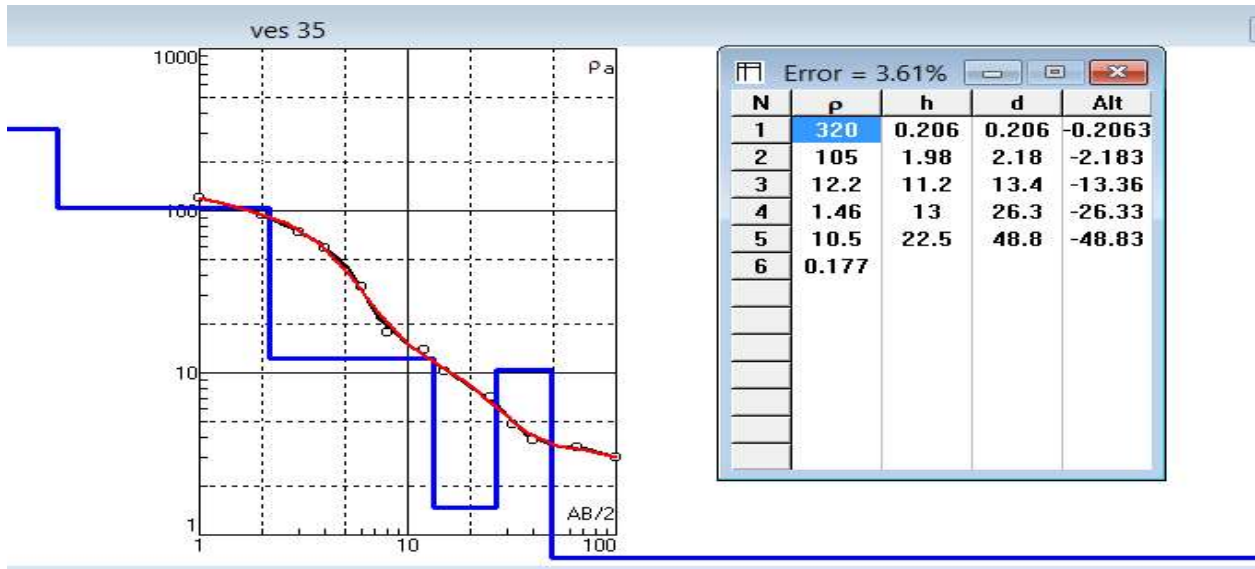 ves 35
1000
ρa
100
10
1
AB/2
1 10 100
Error = 3.61%
N ρ h d Alt
1 320 0.206 0.206 -0.2063
2 105 1.98 2.18 -2.183
3 12.2 11.2 13.4 -13.36
4 1.46 13 26.3 -26.33
5 10.5 22.5 48.8 -48.83
6 0.177